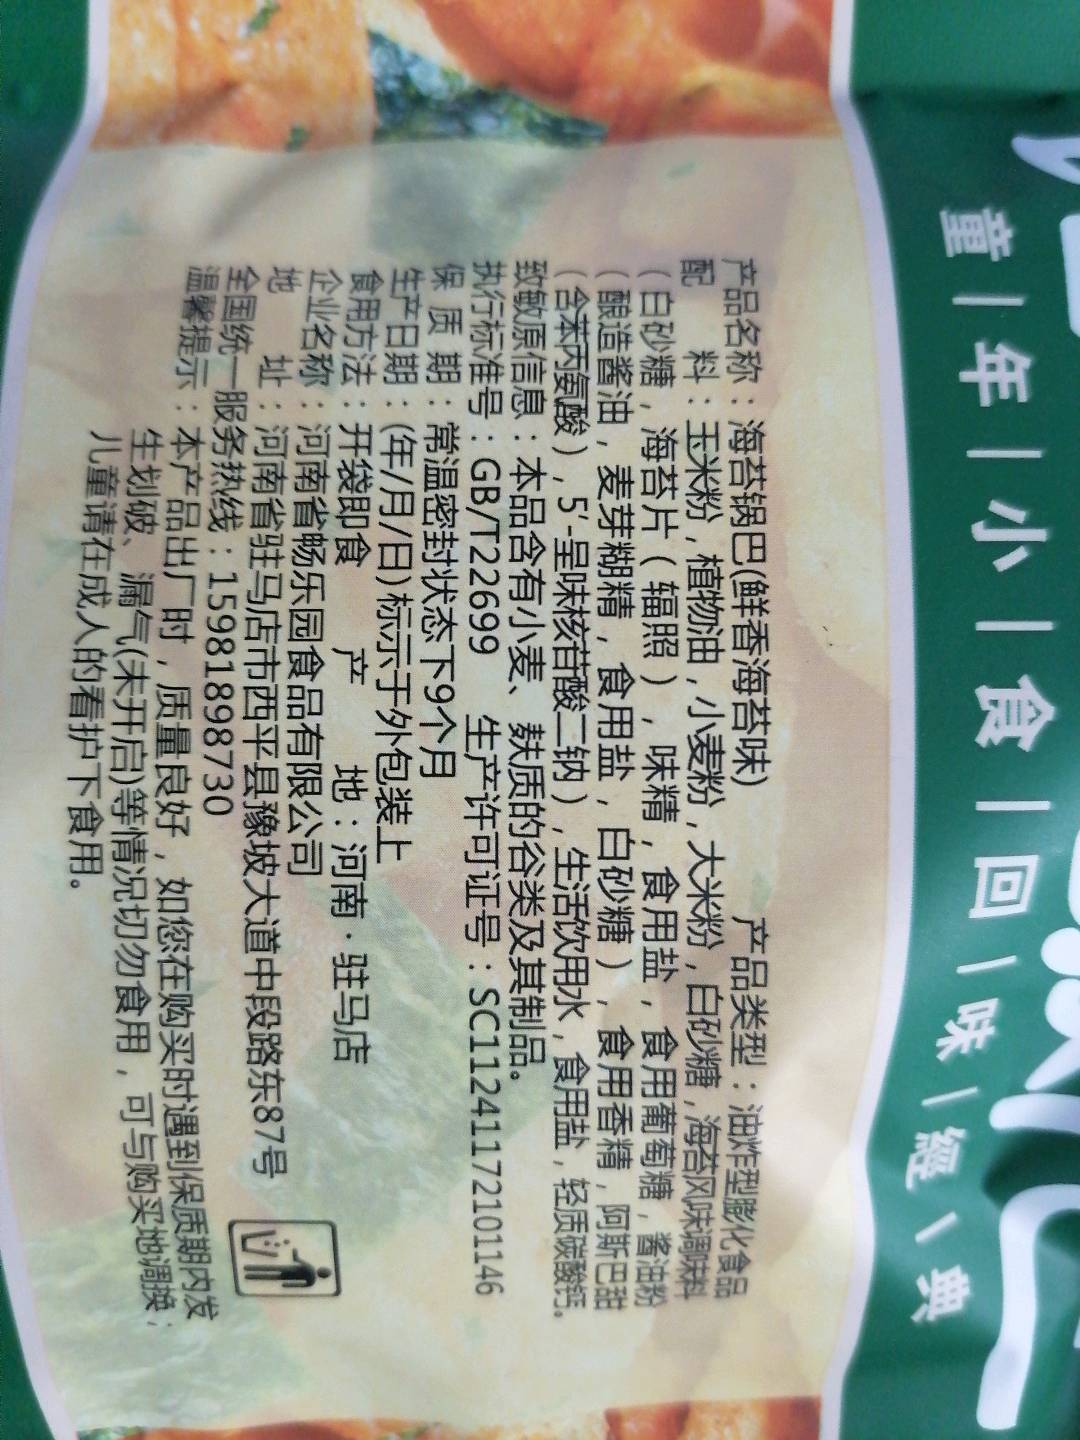 童|年|小|食|回|味|經|典
产品名称：海苔锅巴(鲜香海苔味) 产品类型：油炸型膨化食品
配 料：玉米粉,植物油,小麦粉,大米粉,白砂糖,海苔风味调味料
(白砂糖,海苔片(辐照),味精,食用盐,食用葡萄糖,酱油粉
(酿造酱油,麦芽糊精,食用盐,白砂糖),食用香精,阿斯巴甜
(含苯丙氨酸),5'-呈味核苷酸二钠),生活饮用水,食用盐,轻质碳酸钙。
致敏原信息：本品含有小麦、麸质的谷类及其制品。
执行标准号：GB/T22699 生产许可证号：SC11241172101146
保 质 期：常温密封状态下9个月
生产日期：(年/月/日)标示于外包装上
食用方法：开袋即食 产 地：河南·驻马店
企业名称：河南省畅乐园食品有限公司
地 址：河南省驻马店市西平县豫坡大道中段路东87号
全国统一服务热线：15981898730
温馨提示：本产品出厂时,质量良好,如您在购买时遇到保质期内发
生划破、漏气(未开启)等情况切勿食用,可与购买地调换；
儿童请在成人的看护下食用。